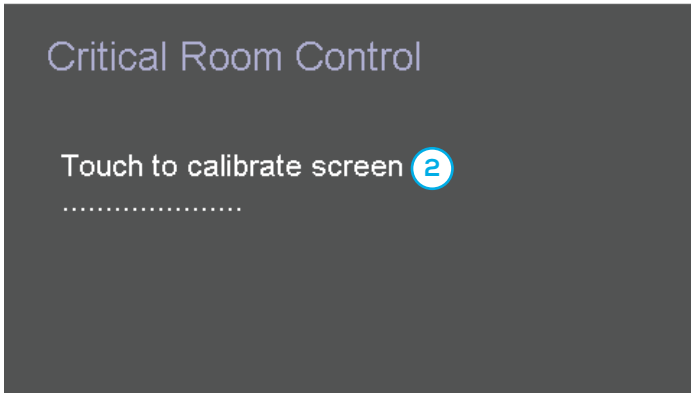 Critical Room Control
Touch to calibrate screen 2
.....................